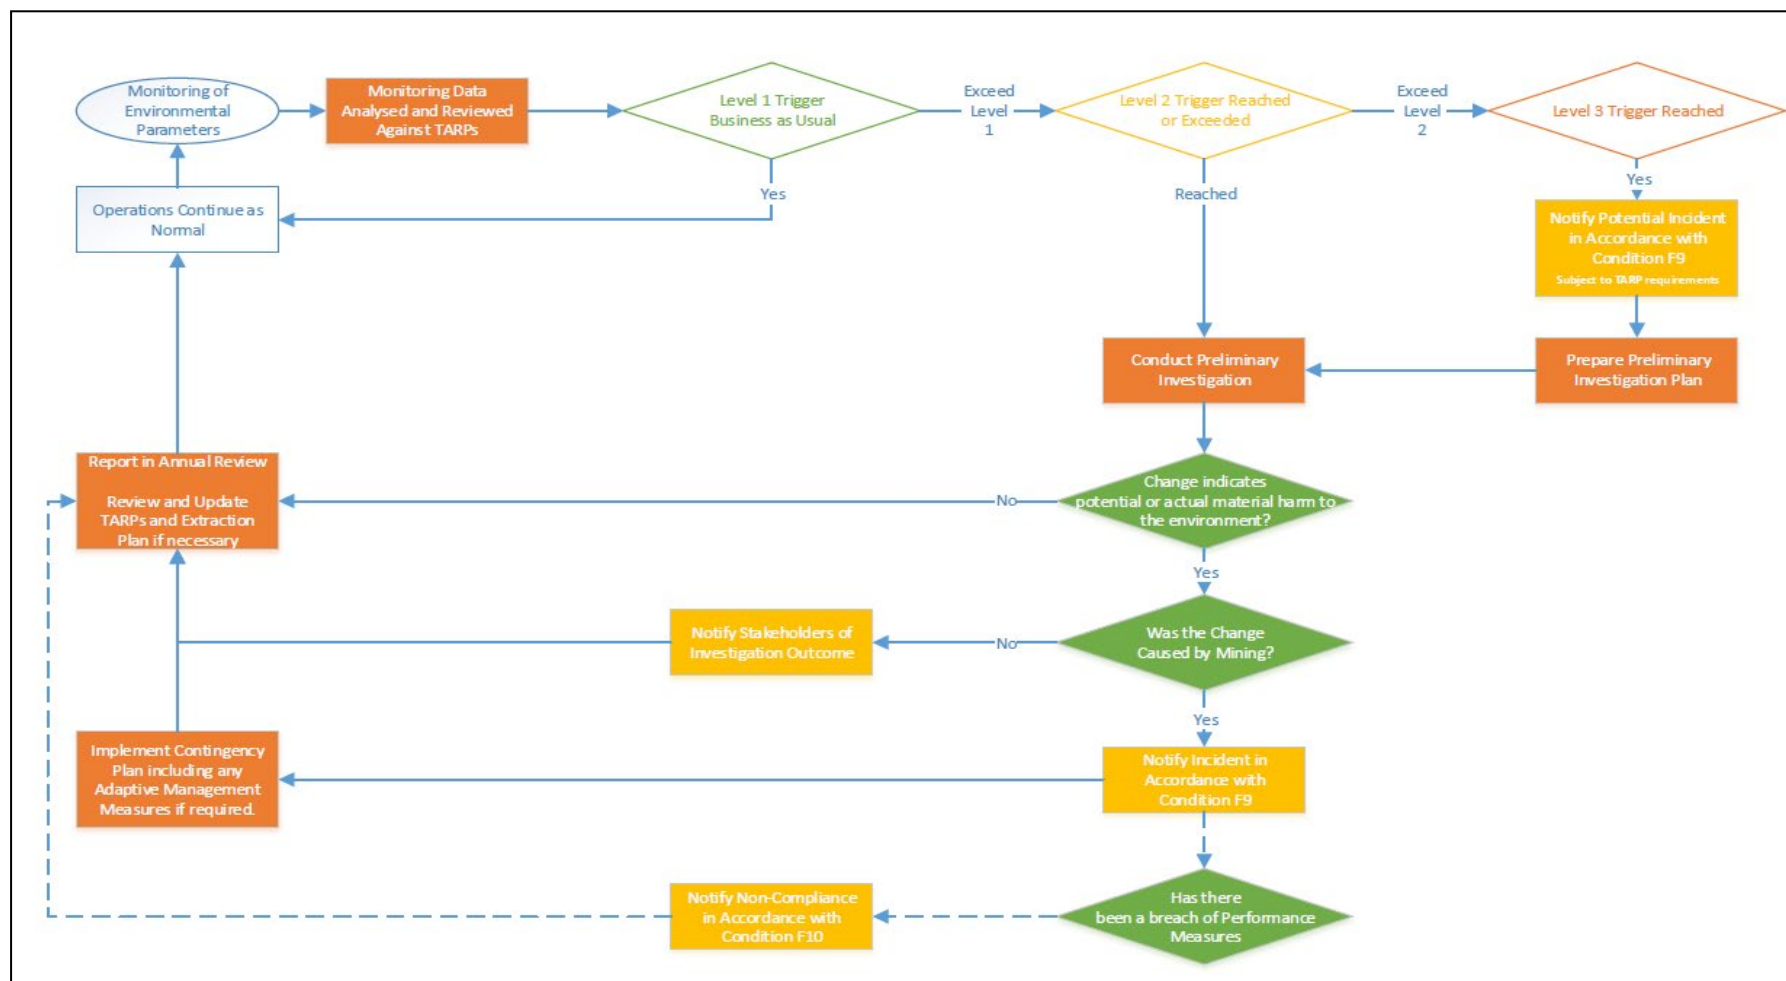 Monitoring of
Environmental
Parameters
Monitoring Data
Analysed and Reviewed
Against TARPs
Level 1 Trigger
Business as Usual
Exceed
Level
1
Level 2 Trigger Reached
or Exceeded
Exceed
Level
2
Level 3 Trigger Reached
Yes
Reached
Yes
Operations Continue as
Normal
Notify Potential Incident
in Accordance with
Condition F9
Subject to TARP requirements
Conduct Preliminary
Investigation
Prepare Preliminary
Investigation Plan
Report in Annual Review
Review and Update
TARPs and Extraction
Plan if necessary
No
Change indicates
potential or actual material harm to
the environment?
Yes
Notify Stakeholders of
Investigation Outcome
No
Was the Change
Caused by Mining?
Yes
Implement Contingency
Plan including any
Adaptive Management
Measures if required.
Notify Incident in
Accordance with
Condition F9
Notify Non-Compliance
in Accordance with
Condition F10
Has there
been a breach of Performance
Measures